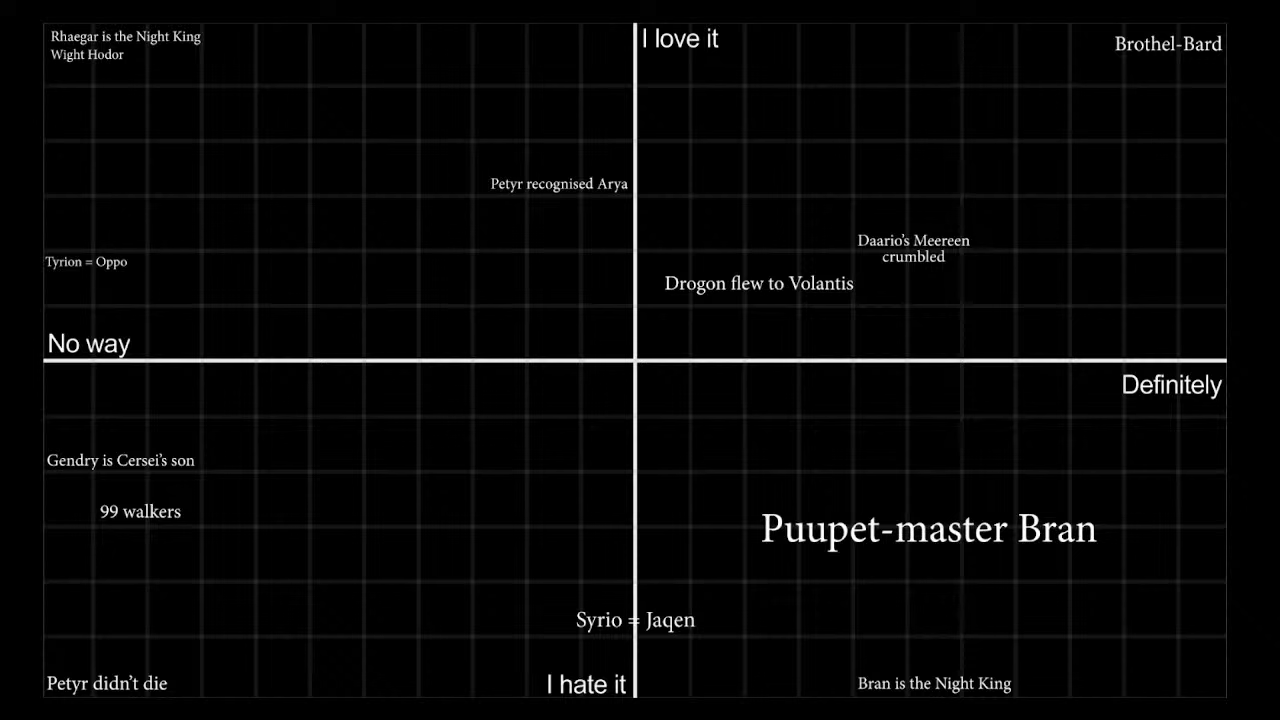 Rhaegar is the Night King
Wight Hodor
I love it
Brothel-Bard
Petyr recognised Arya
Daario's Meereen
crumbled
Tyrion = Oppo
Drogon flew to Volantis
No way
Definitely
Gendry is Cersei's son
99 walkers
Puupet-master Bran
Syrio = Jaqen
Petyr didn't die
I hate it
Bran is the Night King